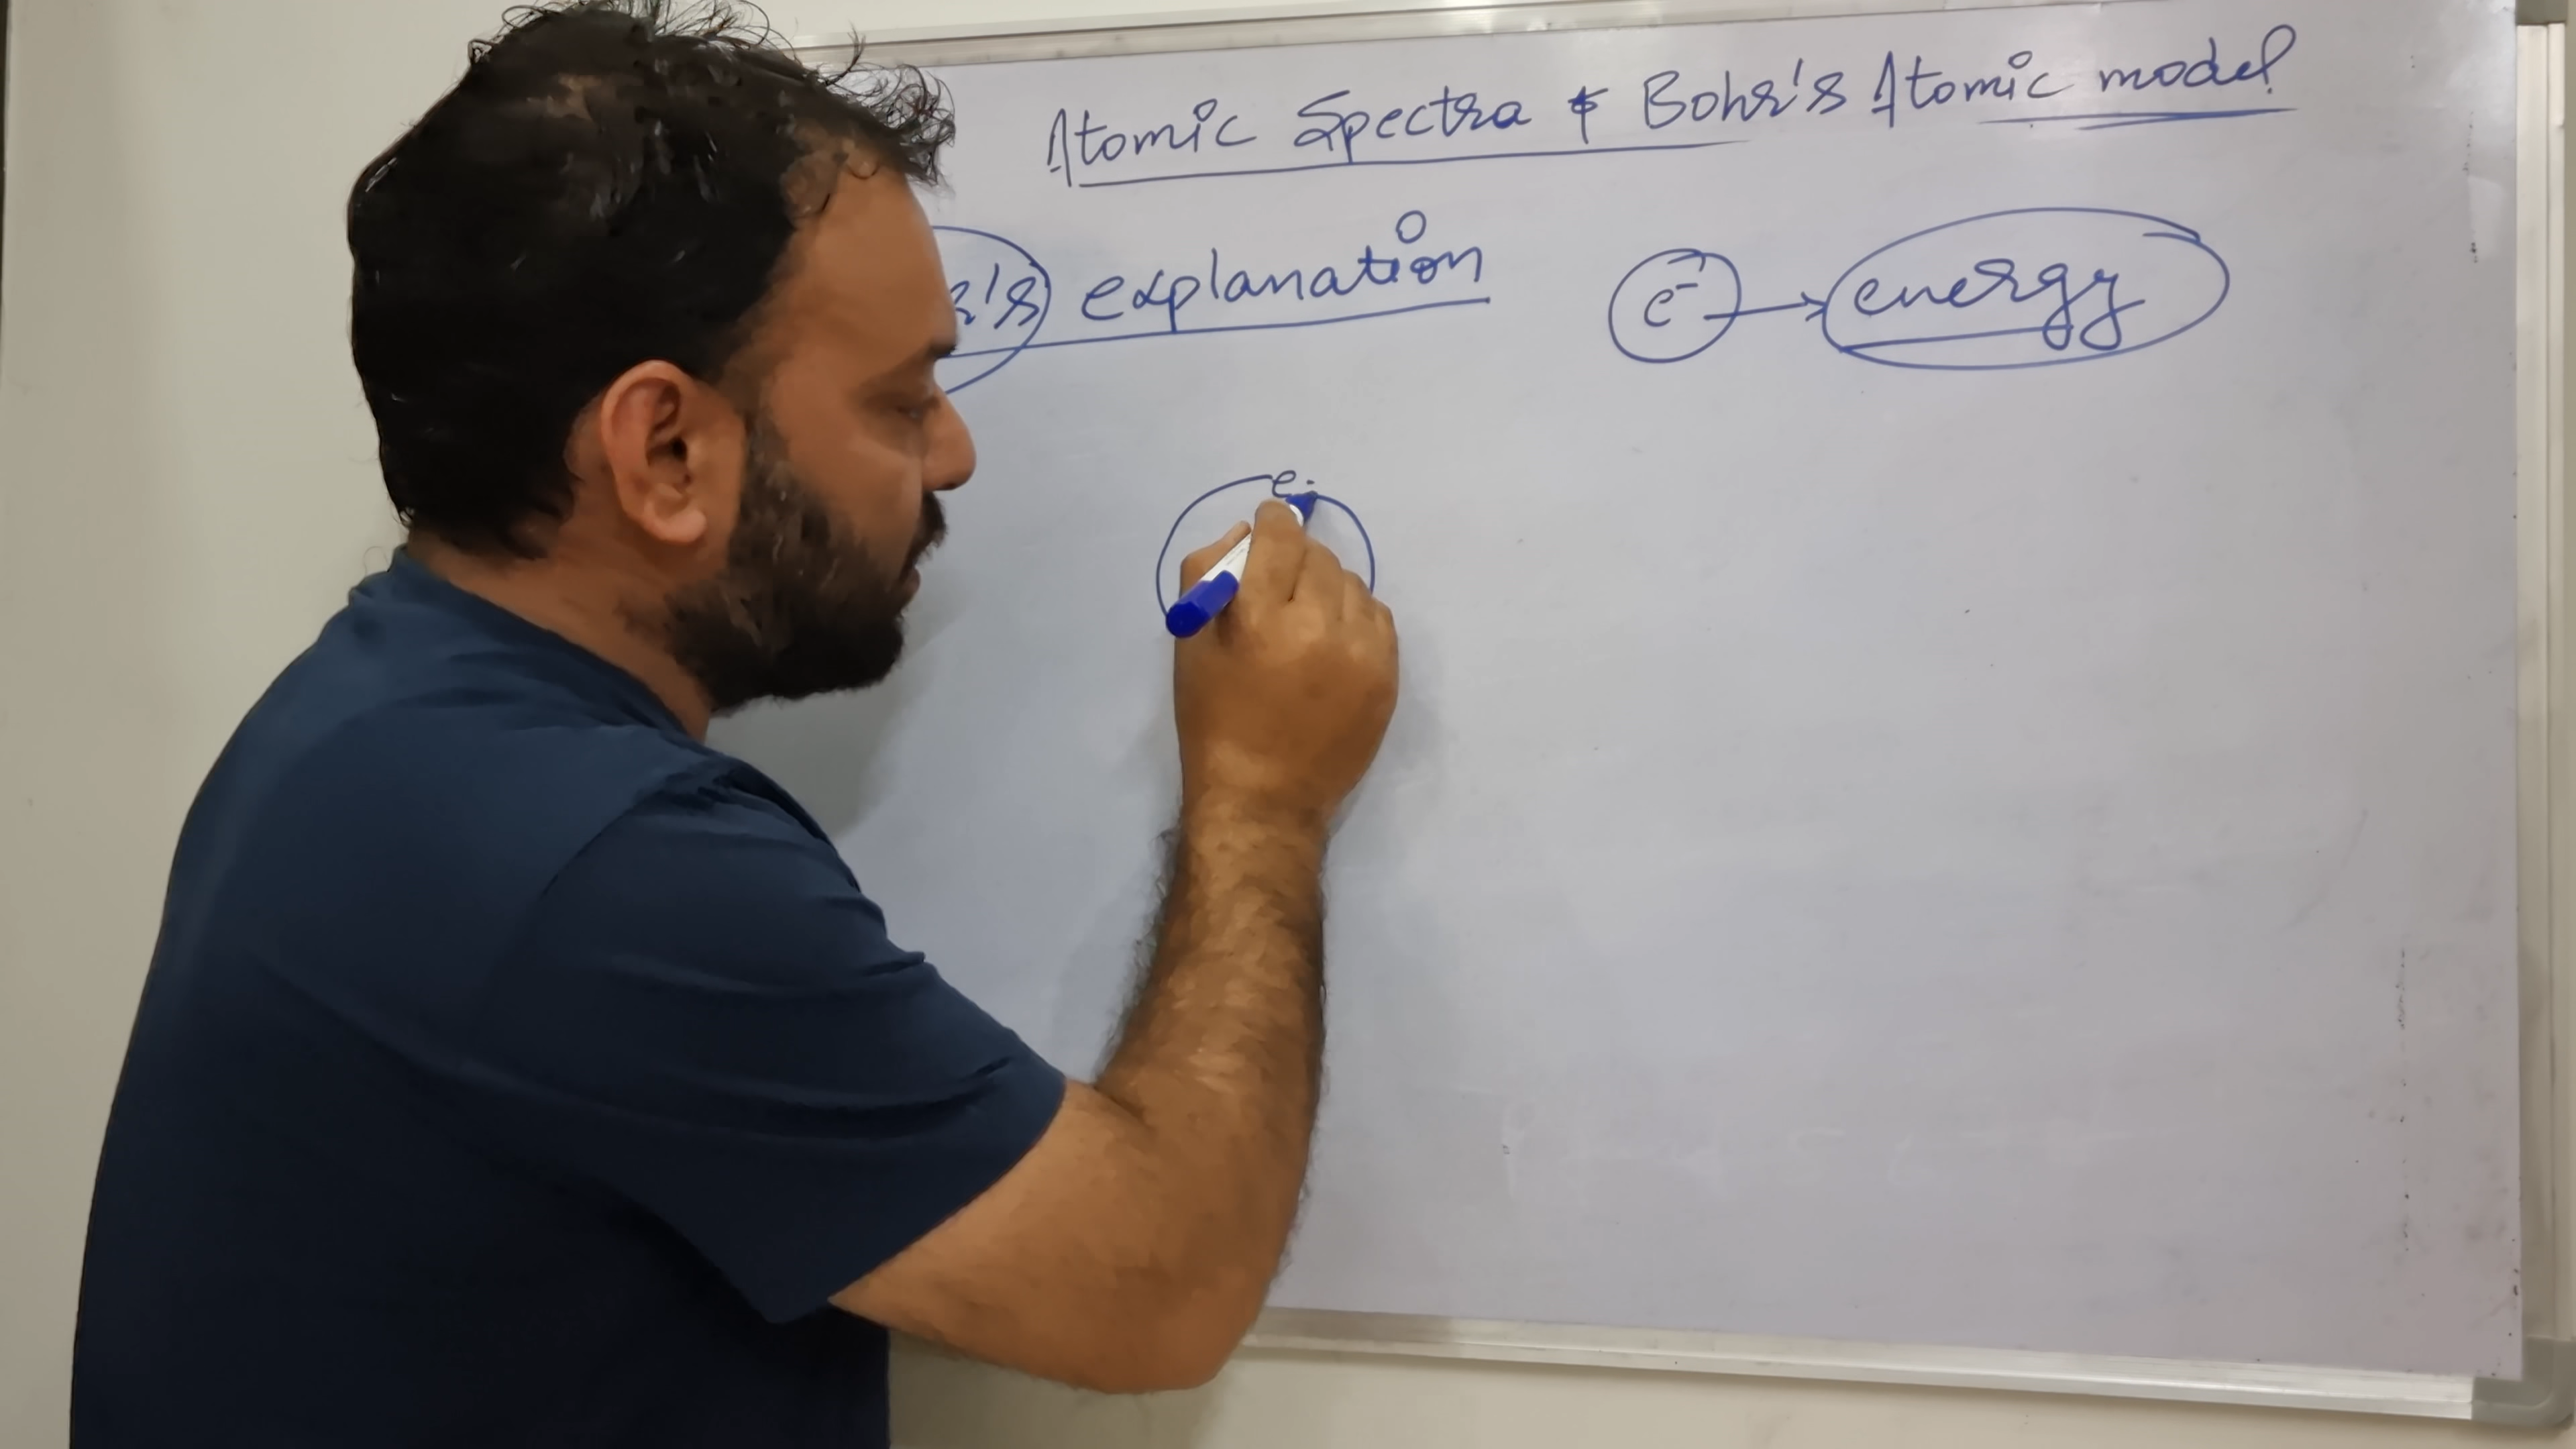 Atomic Spectra & Bohr's Atomic model
r's explanation
e⁻ → energy
e⁻